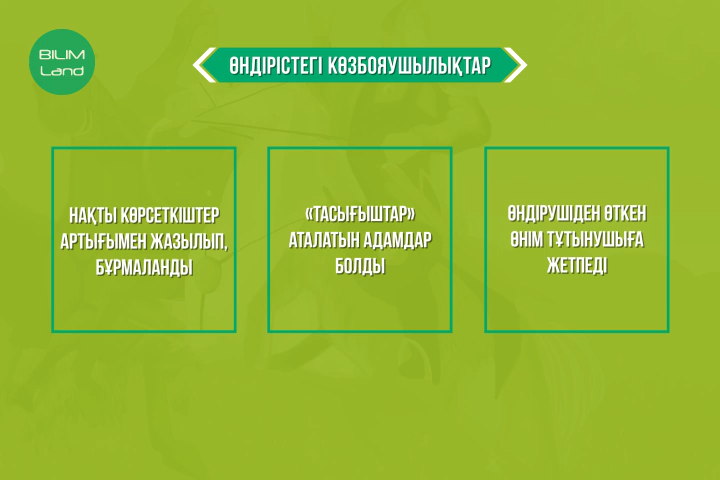 BILIM
Land
ӨНДІРІСТЕГІ КӨЗБОЯУШЫЛЫҚТАР
НАҚТЫ КӨРСЕТКІШТЕР
АРТЫҒЫМЕН ЖАЗЫЛЫП,
БҰРМАЛАНДЫ
«ТАСЫҒЫШТАР»
АТАЛАТЫН АДАМДАР
БОЛДЫ
ӨНДІРУШІДЕН ӨТКЕН
ӨНІМ ТҰТЫНУШЫҒА
ЖЕТПЕДІ